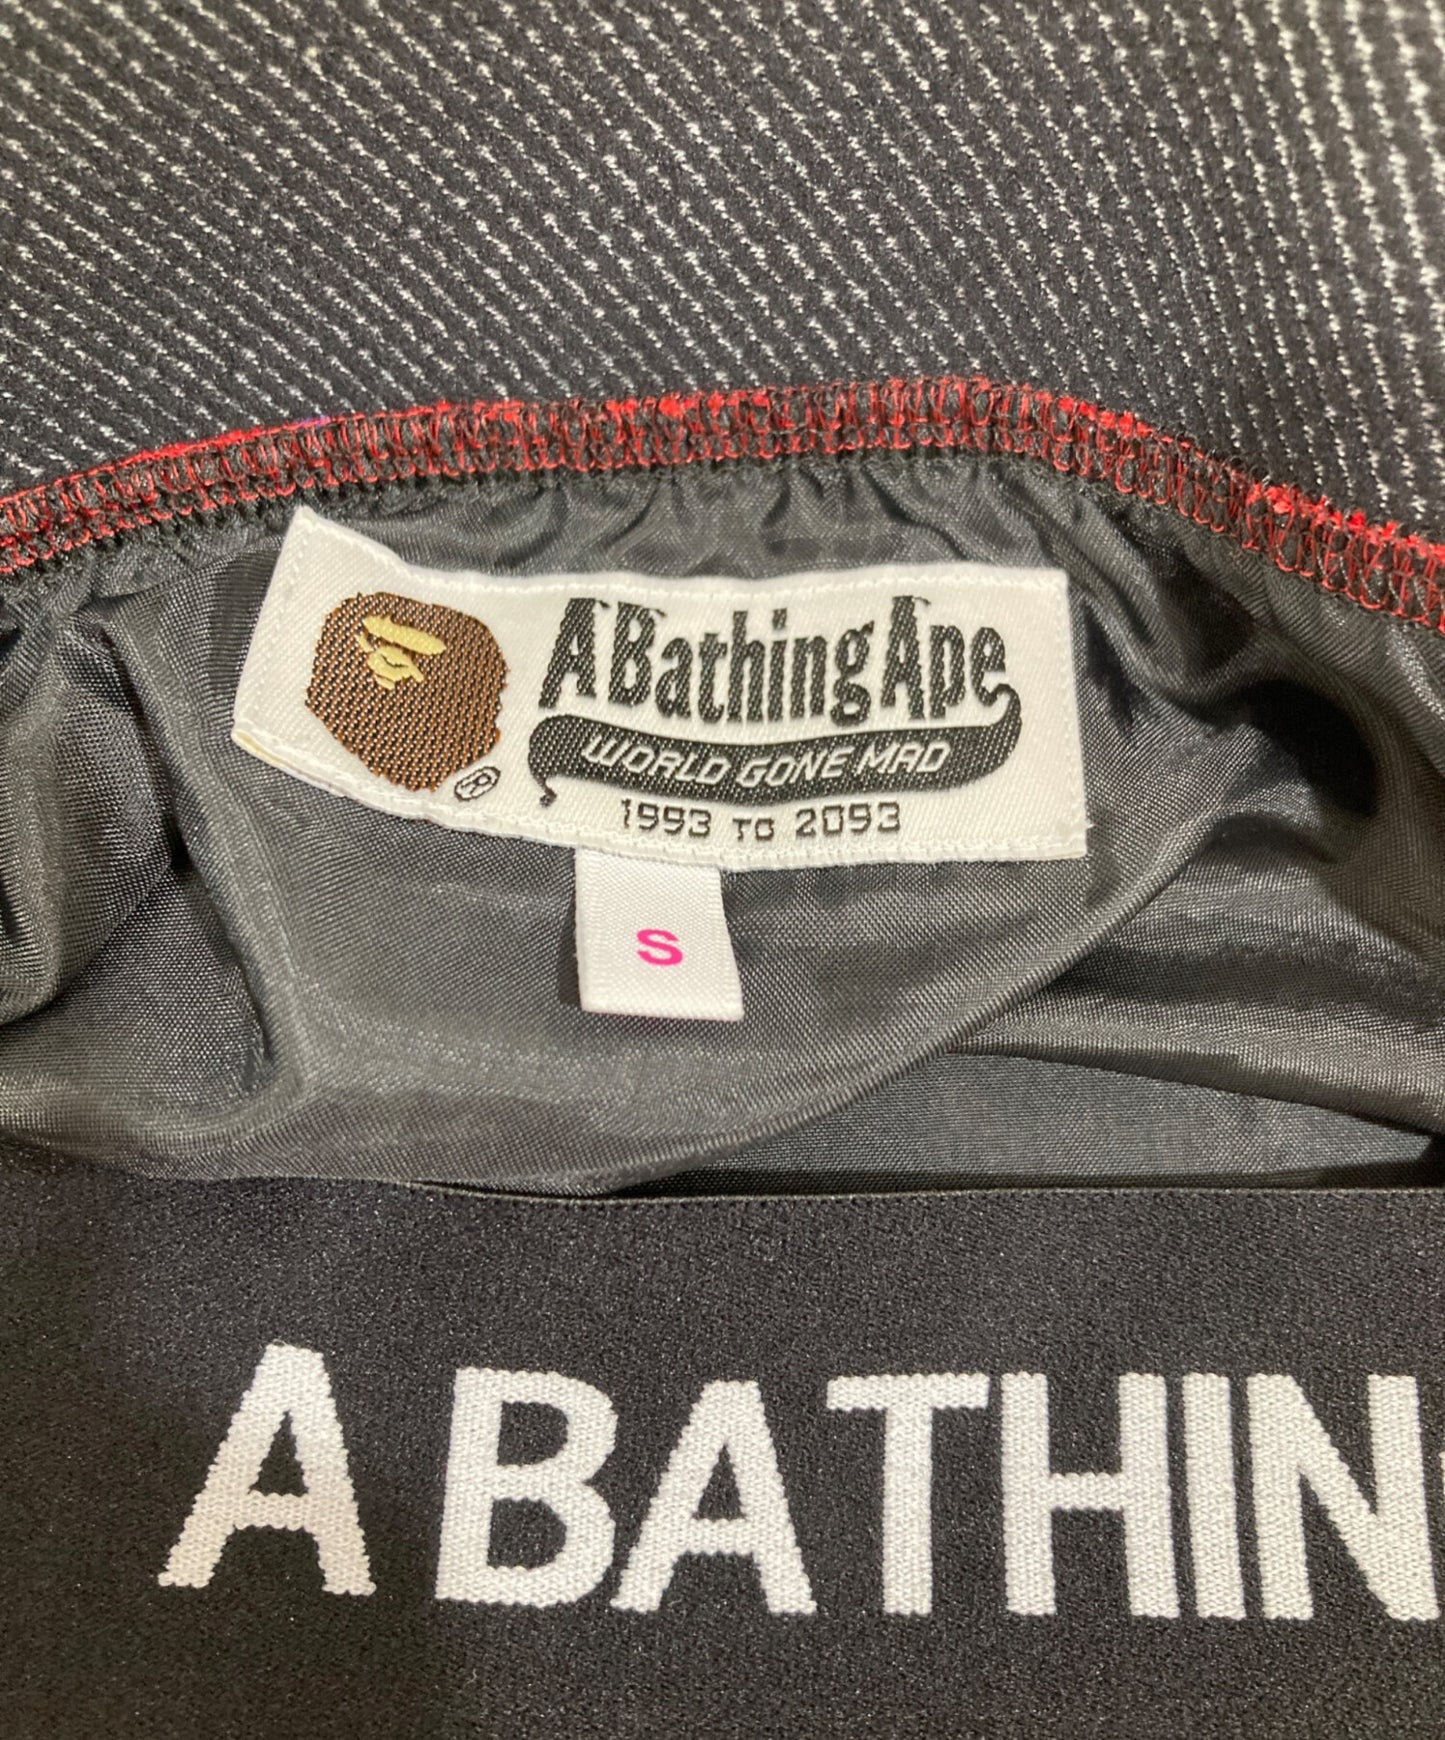 A Bathing Ape
WORLD GONE MAD
®
1993 TO 2093
S
A BATHIN